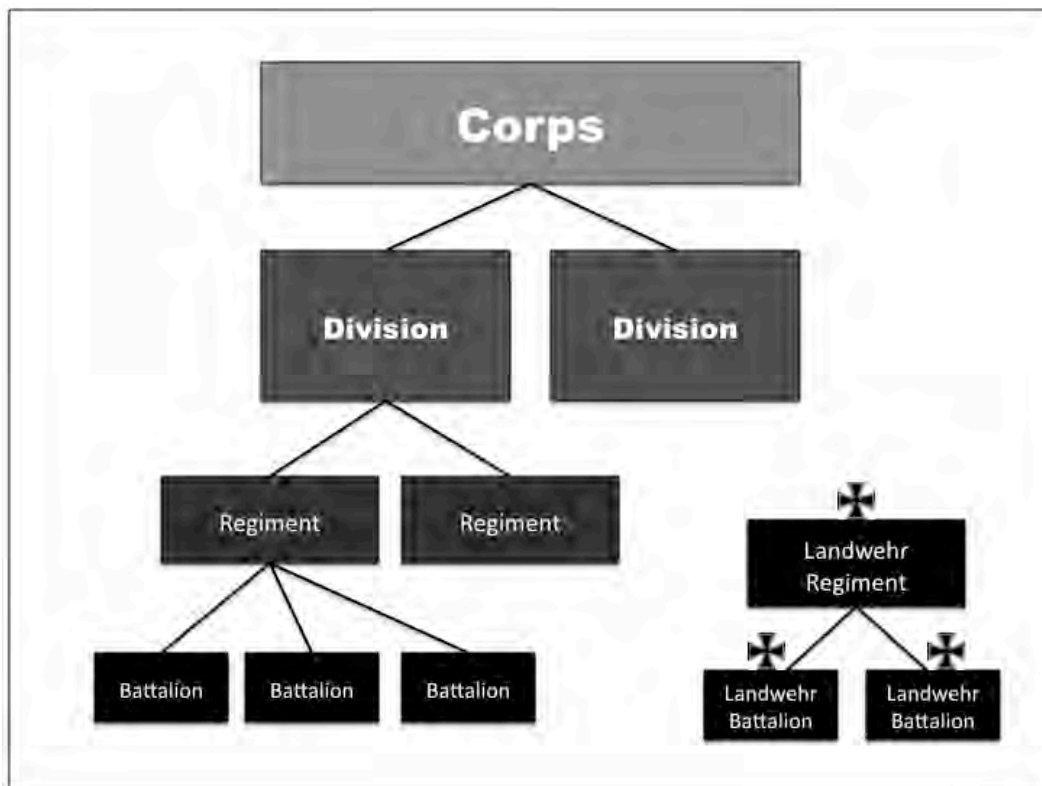 Corps
Division
Division
Regiment
Regiment
Landwehr
Regiment
Battalion
Battalion
Battalion
Landwehr
Battalion
Landwehr
Battalion